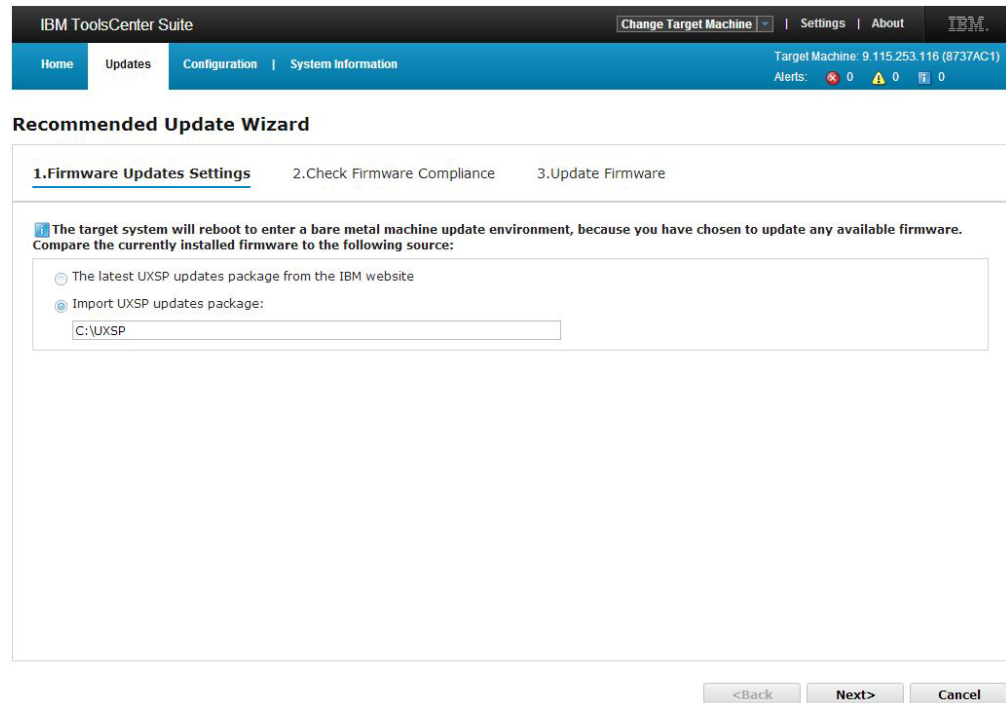 IBM ToolsCenter Suite
Change Target Machine | Settings | About
IBM.
Home Updates Configuration | System Information
Target Machine: 9.115.253.116 (8737AC1)
Alerts: 0 0 0
Recommended Update Wizard
1.Firmware Updates Settings 2.Check Firmware Compliance 3.Update Firmware
The target system will reboot to enter a bare metal machine update environment, because you have chosen to update any available firmware.
Compare the currently installed firmware to the following source:
The latest UXSP updates package from the IBM website
Import UXSP updates package:
C:\UXSP
<Back Next> Cancel